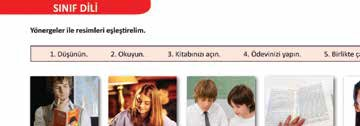 SINIF DİLİ
Yönergeler ile resimleri eşleştirelim.
1. Düşünün. 2. Okuyun. 3. Kitabınızı açın. 4. Ödevinizi yapın. 5. Birlikte